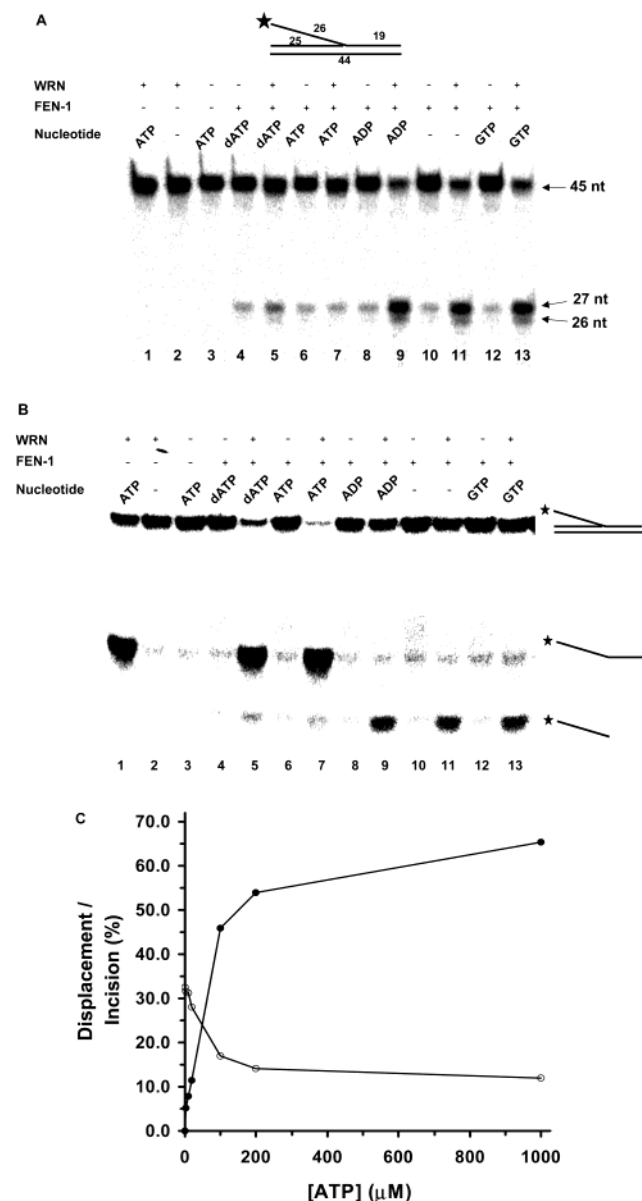 A
26
25 19
44
WRN + + - - + - + - + - + - +
FEN-1 - - - + + + + + + + + + +
Nucleotide ATP - ATP dATP dATP ATP ATP ADP ADP - - GTP GTP
45 nt
27 nt
26 nt
1 2 3 4 5 6 7 8 9 10 11 12 13
B
WRN + + - - + - + - + - + - +
FEN-1 - - - + + + + + + + + + +
Nucleotide ATP - ATP dATP dATP ATP ATP ADP ADP - - GTP GTP
1 2 3 4 5 6 7 8 9 10 11 12 13
C
70.0
60.0
50.0
40.0
30.0
20.0
10.0
0.0
Displacement /
Incision (%)
0 200 400 600 800 1000
[ATP] (μM)